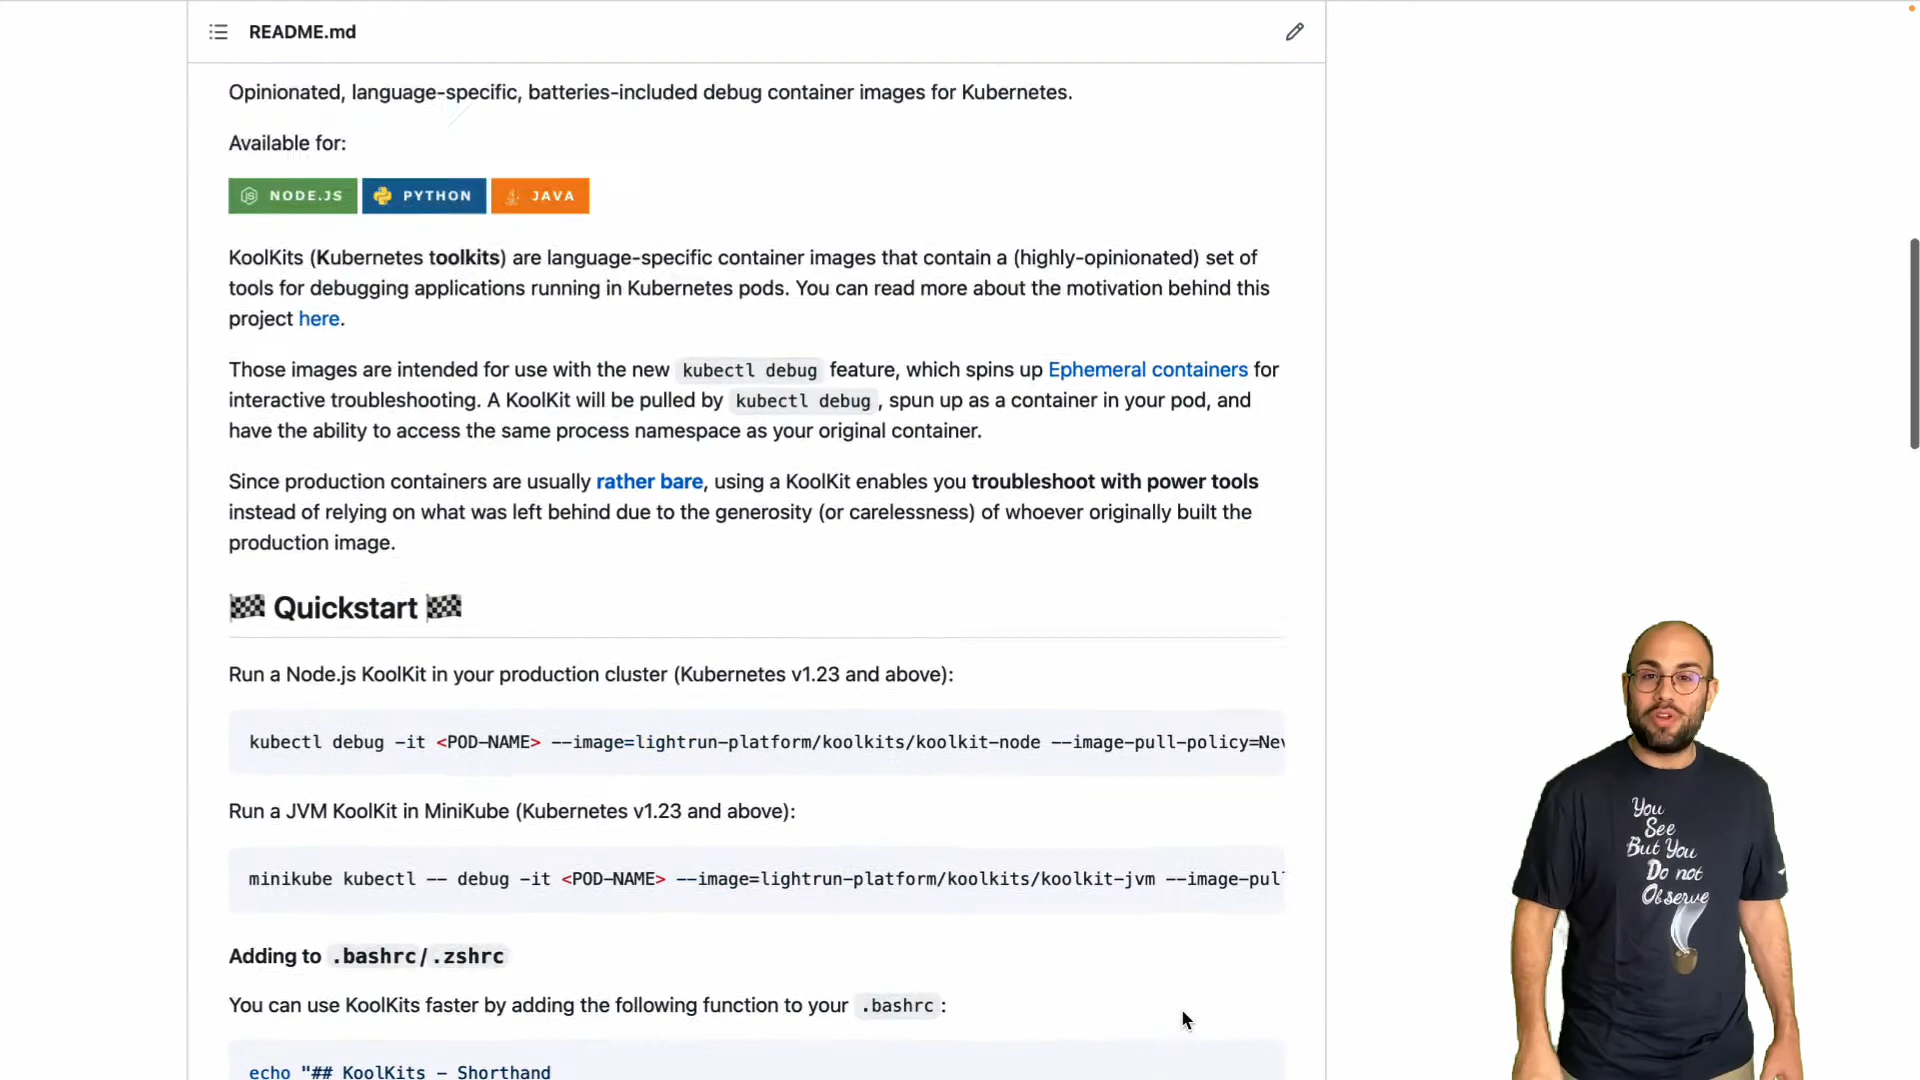 README.md
Opinionated, language-specific, batteries-included debug container images for Kubernetes.
Available for:
NODE.JS PYTHON JAVA
KoolKits (Kubernetes toolkits) are language-specific container images that contain a (highly-opinionated) set of
tools for debugging applications running in Kubernetes pods. You can read more about the motivation behind this
project here.
Those images are intended for use with the new kubectl debug feature, which spins up Ephemeral containers for
interactive troubleshooting. A KoolKit will be pulled by kubectl debug, spun up as a container in your pod, and
have the ability to access the same process namespace as your original container.
Since production containers are usually rather bare, using a KoolKit enables you troubleshoot with power tools
instead of relying on what was left behind due to the generosity (or carelessness) of whoever originally built the
production image.
Quickstart
Run a Node.js KoolKit in your production cluster (Kubernetes v1.23 and above):
kubectl debug -it <POD-NAME> --image=lightrun-platform/koolkits/koolkit-node --image-pull-policy=Nev
Run a JVM KoolKit in MiniKube (Kubernetes v1.23 and above):
minikube kubectl -- debug -it <POD-NAME> --image=lightrun-platform/koolkits/koolkit-jvm --image-pul
Adding to .bashrc/.zshrc
You can use KoolKits faster by adding the following function to your .bashrc:
echo "## KoolKits - Shorthand
You
See
But You
Do not
Observe